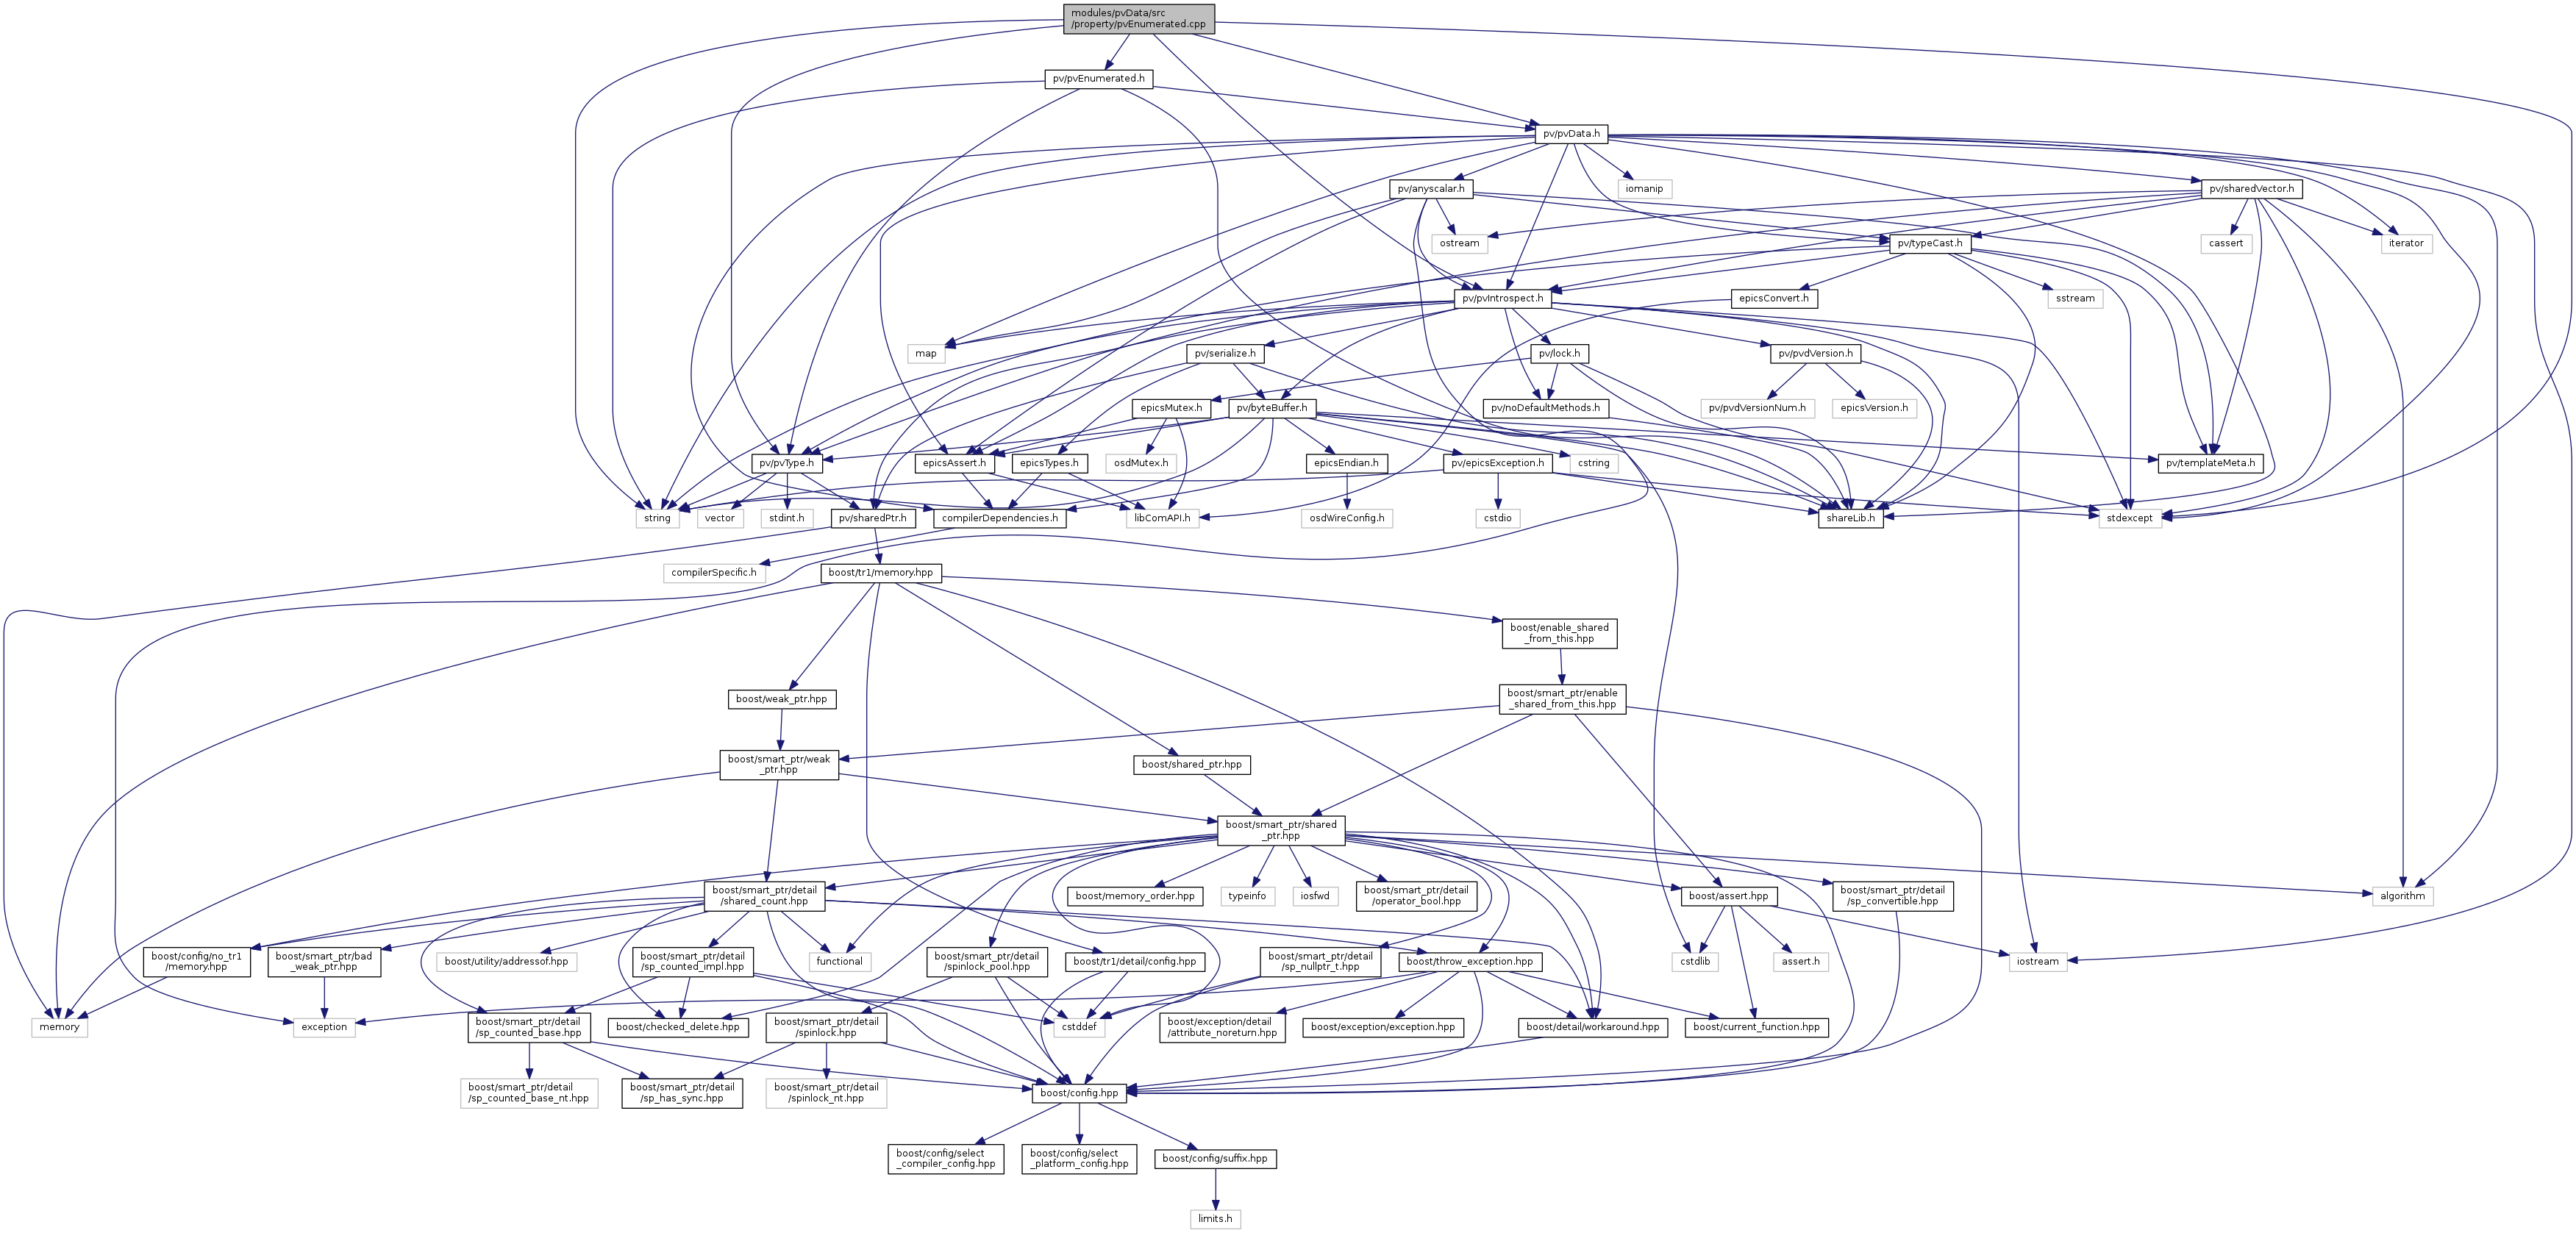 modules/pvData/src
/property/pvEnumerated.cpp
pv/pvEnumerated.h
pv/pvData.h
pv/anyscalar.h
iomanip
pv/sharedVector.h
ostream
pv/typeCast.h
cassert
iterator
pv/pvIntrospect.h
epicsConvert.h
sstream
map
pv/serialize.h
pv/lock.h
pv/pvdVersion.h
epicsMutex.h
pv/byteBuffer.h
pv/noDefaultMethods.h
pv/pvdVersionNum.h
epicsVersion.h
pv/pvType.h
epicsAssert.h
epicsTypes.h
osdMutex.h
epicsEndian.h
pv/epicsException.h
cstring
pv/templateMeta.h
string
vector
stdint.h
pv/sharedPtr.h
compilerDependencies.h
libComAPI.h
osdWireConfig.h
cstdio
shareLib.h
stdexcept
compilerSpecific.h
boost/tr1/memory.hpp
boost/enable_shared
_from_this.hpp
boost/weak_ptr.hpp
boost/smart_ptr/enable
_shared_from_this.hpp
boost/smart_ptr/weak
_ptr.hpp
boost/shared_ptr.hpp
boost/smart_ptr/shared
_ptr.hpp
boost/smart_ptr/detail
/shared_count.hpp
boost/memory_order.hpp
typeinfo
iosfwd
boost/smart_ptr/detail
/operator_bool.hpp
boost/assert.hpp
boost/smart_ptr/detail
/sp_convertible.hpp
algorithm
boost/config/no_tr1
/memory.hpp
boost/smart_ptr/bad
_weak_ptr.hpp
boost/utility/addressof.hpp
boost/smart_ptr/detail
/sp_counted_impl.hpp
functional
boost/smart_ptr/detail
/spinlock_pool.hpp
boost/tr1/detail/config.hpp
boost/smart_ptr/detail
/sp_nullptr_t.hpp
boost/throw_exception.hpp
cstdlib
assert.h
iostream
memory
exception
boost/smart_ptr/detail
/sp_counted_base.hpp
boost/checked_delete.hpp
boost/smart_ptr/detail
/spinlock.hpp
cstddef
boost/exception/detail
/attribute_noreturn.hpp
boost/exception/exception.hpp
boost/detail/workaround.hpp
boost/current_function.hpp
boost/smart_ptr/detail
/sp_counted_base_nt.hpp
boost/smart_ptr/detail
/sp_has_sync.hpp
boost/smart_ptr/detail
/spinlock_nt.hpp
boost/config.hpp
boost/config/select
_compiler_config.hpp
boost/config/select
_platform_config.hpp
boost/config/suffix.hpp
limits.h